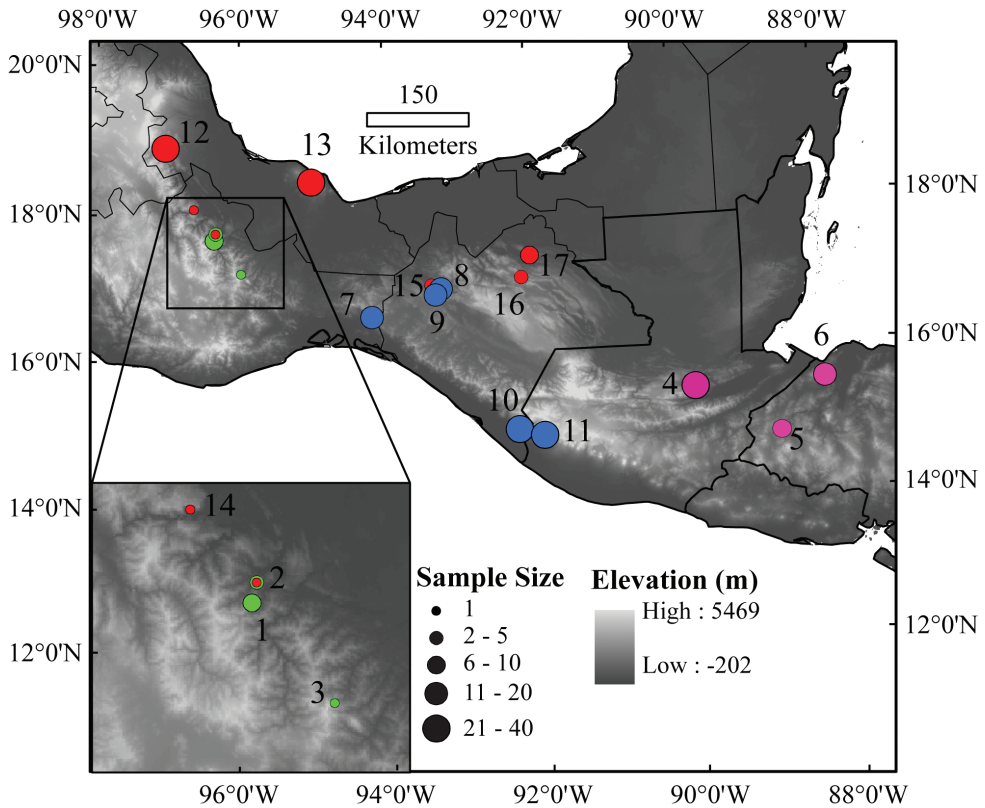 98°0'W 96°0'W 94°0'W 92°0'W 90°0'W 88°0'W
20°0'N
150
Kilometers
12
13
18°0'N
18°0'N
17
8
15
16
7
9
16°0'N
6
16°0'N
4
10
11
5
14°0'N
14°0'N
14
2
1
3
Sample Size
1
2 - 5
6 - 10
11 - 20
21 - 40
Elevation (m)
High : 5469
Low : -202
12°0'N
12°0'N
96°0'W 94°0'W 92°0'W 90°0'W 88°0'W